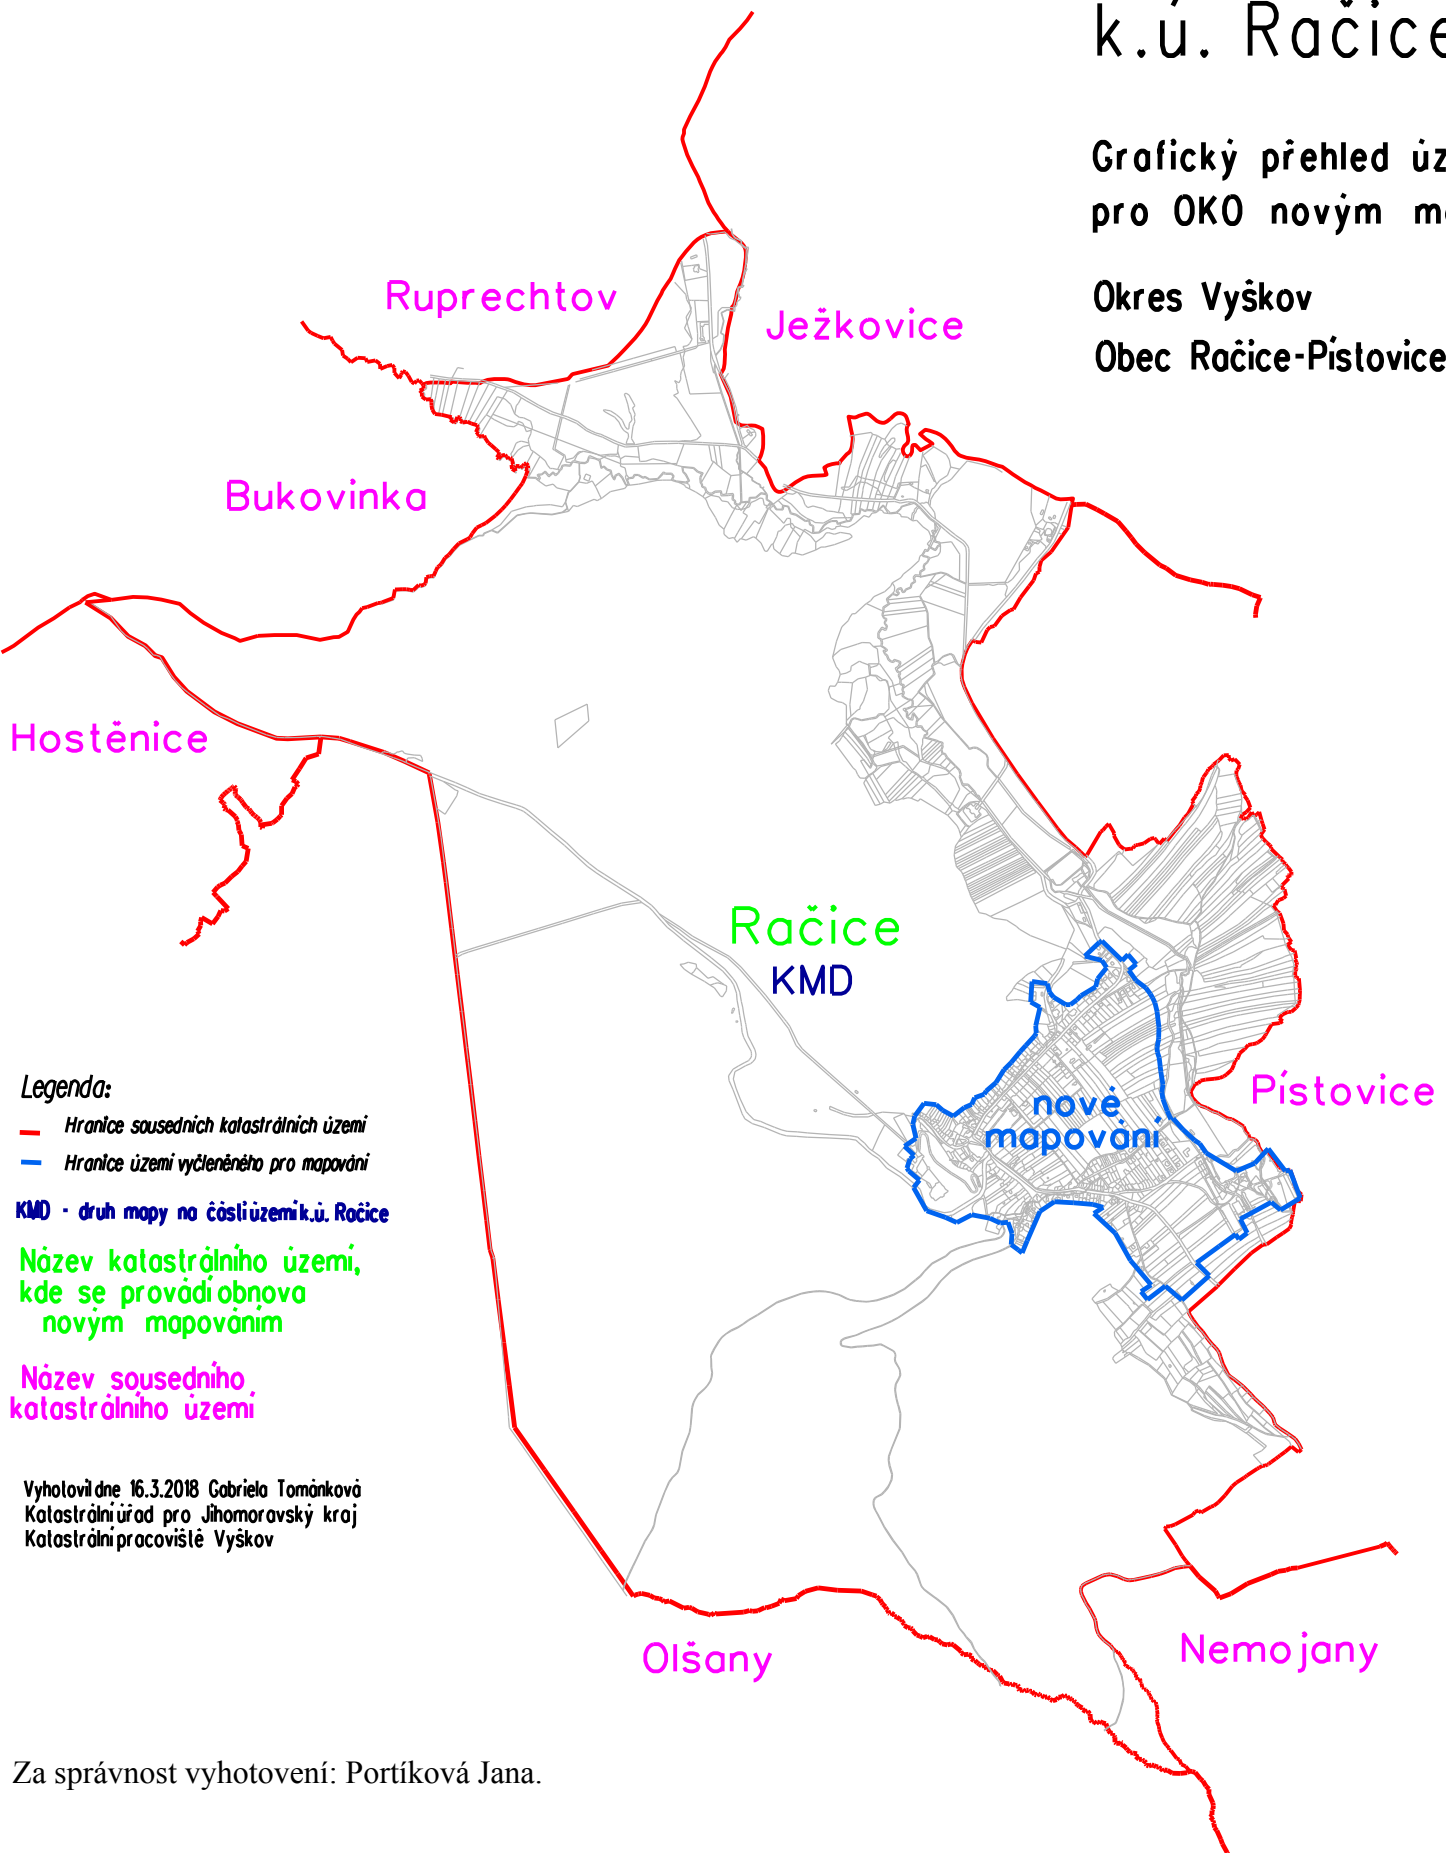 k.ú. Račice
Grafický přehled úz
pro OKO novým m
Okres Vyškov
Obec Račice-Pístovice
Ruprechtov
Ježkovice
Bukovinka
Hostěnice
Račice
KMD
nové
mapování
Pístovice
Legenda:
Hranice sousedních katastrálních území
Hranice území vyčleněného pro mapování
KMD - druh mapy na části území k.ú. Račice
Název katastrálního území,
kde se provádí obnova
novým mapováním
Název sousedního
katastrálního území
Vyhotovil dne 16.3.2018 Gabriela Tománková
Katastrální úřad pro Jihomoravský kraj
Katastrální pracoviště Vyškov
Olšany
Nemojany
Za správnost vyhotovení: Portíková Jana.